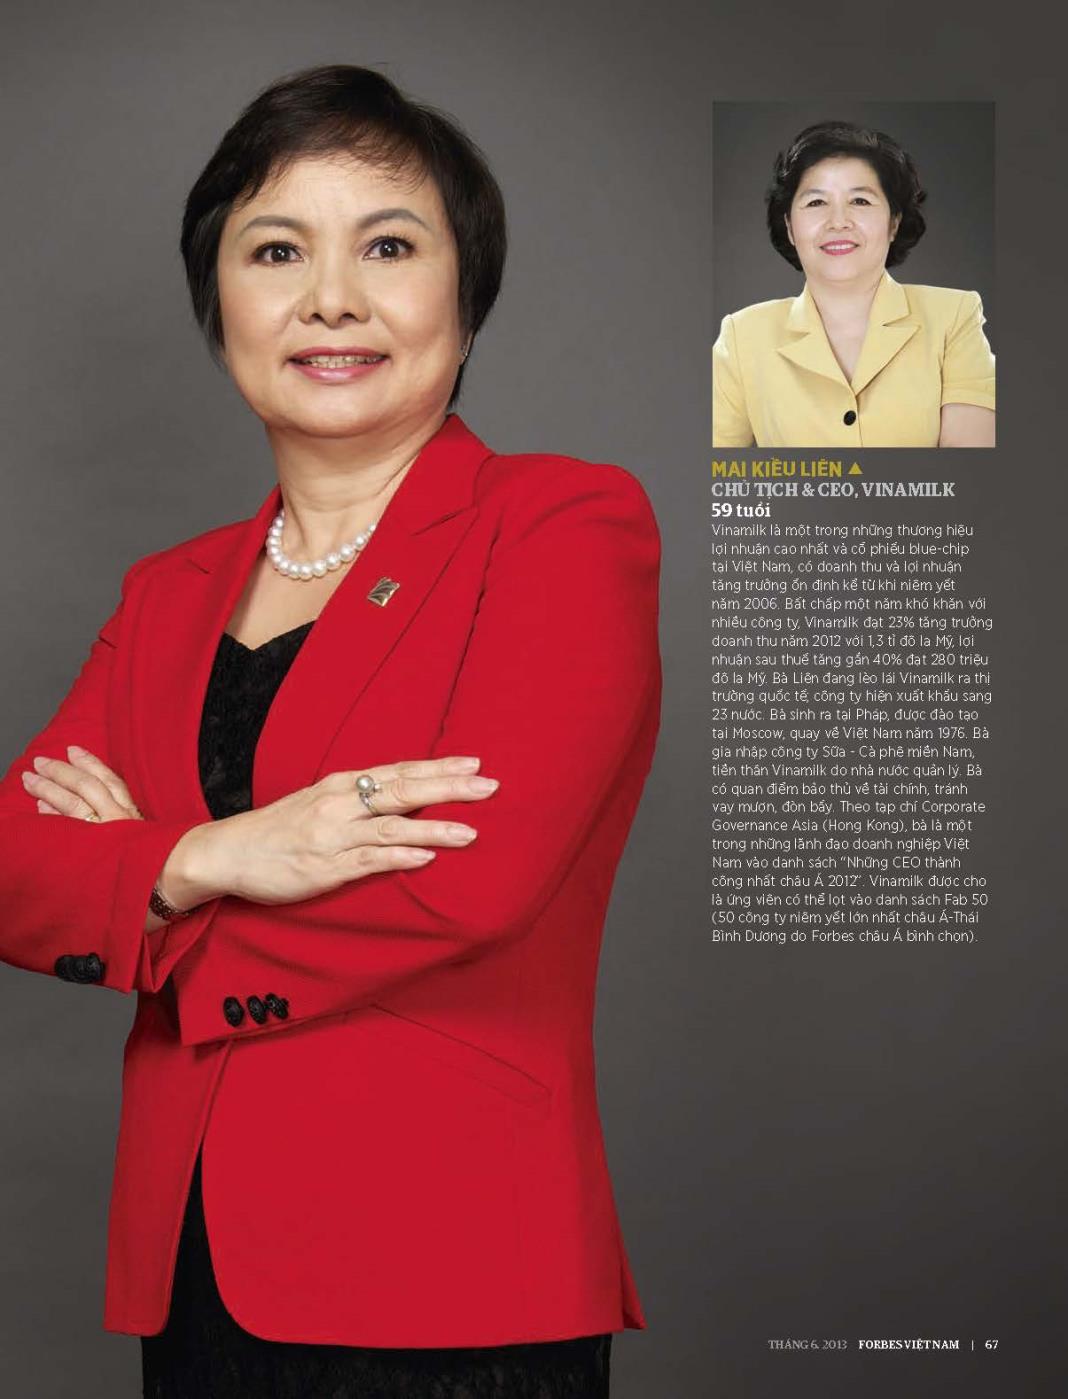 MAI KIỀU LIÊN ▲
CHỦ TỊCH & CEO, VINAMILK
59 tuổi
Vinamilk là một trong những thương hiệu
lợi nhuận cao nhất và cổ phiếu blue-chip
tại Việt Nam, có doanh thu và lợi nhuận
tăng trưởng ổn định kể từ khi niêm yết
năm 2006. Bất chấp một năm khó khăn với
nhiều công ty, Vinamilk đạt 23% tăng trưởng
doanh thu năm 2012 với 1,3 tỉ đô la Mỹ, lợi
nhuận sau thuế tăng gần 40% đạt 280 triệu
đô la Mỹ. Bà Liên đang lèo lái Vinamilk ra thị
trường quốc tế; công ty hiện xuất khẩu sang
23 nước. Bà sinh ra tại Pháp, được đào tạo
tại Moscow, quay về Việt Nam năm 1976. Bà
gia nhập công ty Sữa - Cà phê miền Nam,
tiền thân Vinamilk do nhà nước quản lý. Bà
có quan điểm bảo thủ về tài chính, tránh
vay mượn, đòn bẩy. Theo tạp chí Corporate
Governance Asia (Hong Kong), bà là một
trong những lãnh đạo doanh nghiệp Việt
Nam vào danh sách "Những CEO thành
công nhất châu Á 2012". Vinamilk được cho
là ứng viên có thể lọt vào danh sách Fab 50
(50 công ty niêm yết lớn nhất châu Á-Thái
Bình Dương do Forbes châu Á bình chọn).
THÁNG 6. 2013 FORBES VIỆT NAM | 67